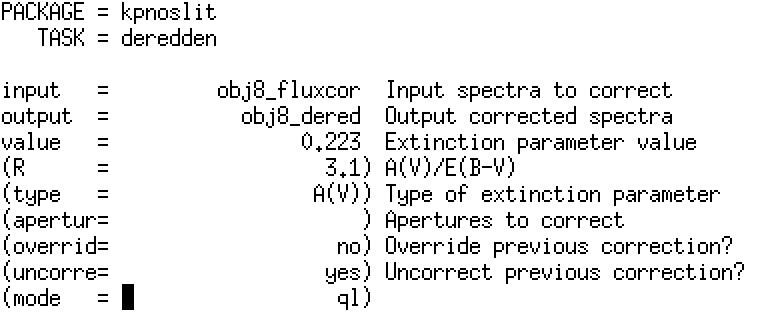 PACKAGE = kpnoslit
TASK = deredden
input = obj8_fluxcor Input spectra to correct
output = obj8_dered Output corrected spectra
value = 0.223 Extinction parameter value
(R = 3.1) A(V)/E(B-V)
(type = A(V)) Type of extinction parameter
(apertur= ) Apertures to correct
(overrid= no) Override previous correction?
(uncorre= yes) Uncorrect previous correction?
(mode = ql)